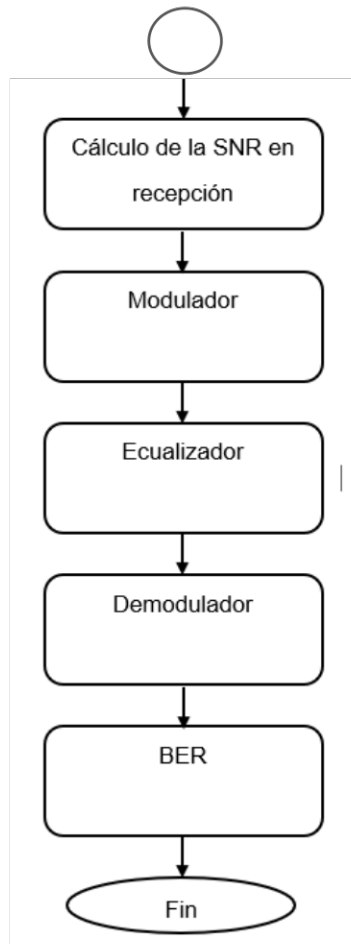 Cálculo de la SNR en
recepción
Modulador
Ecualizador
Demodulador
BER
Fin